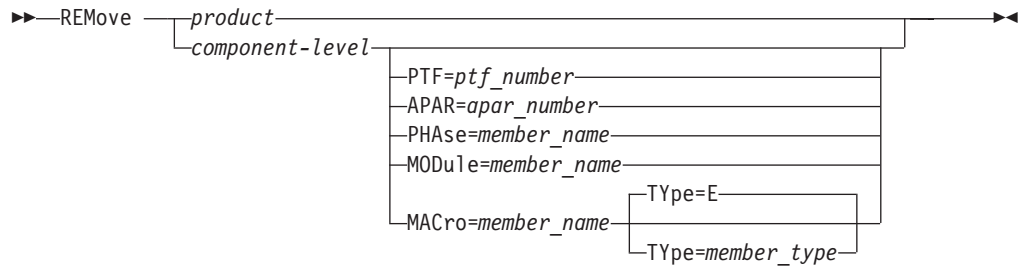 REMove product
component-level
PTF=ptf_number
APAR=apar_number
PHAse=member_name
MODule=member_name
TYpe=E
MACro=member_name
TYpe=member_type